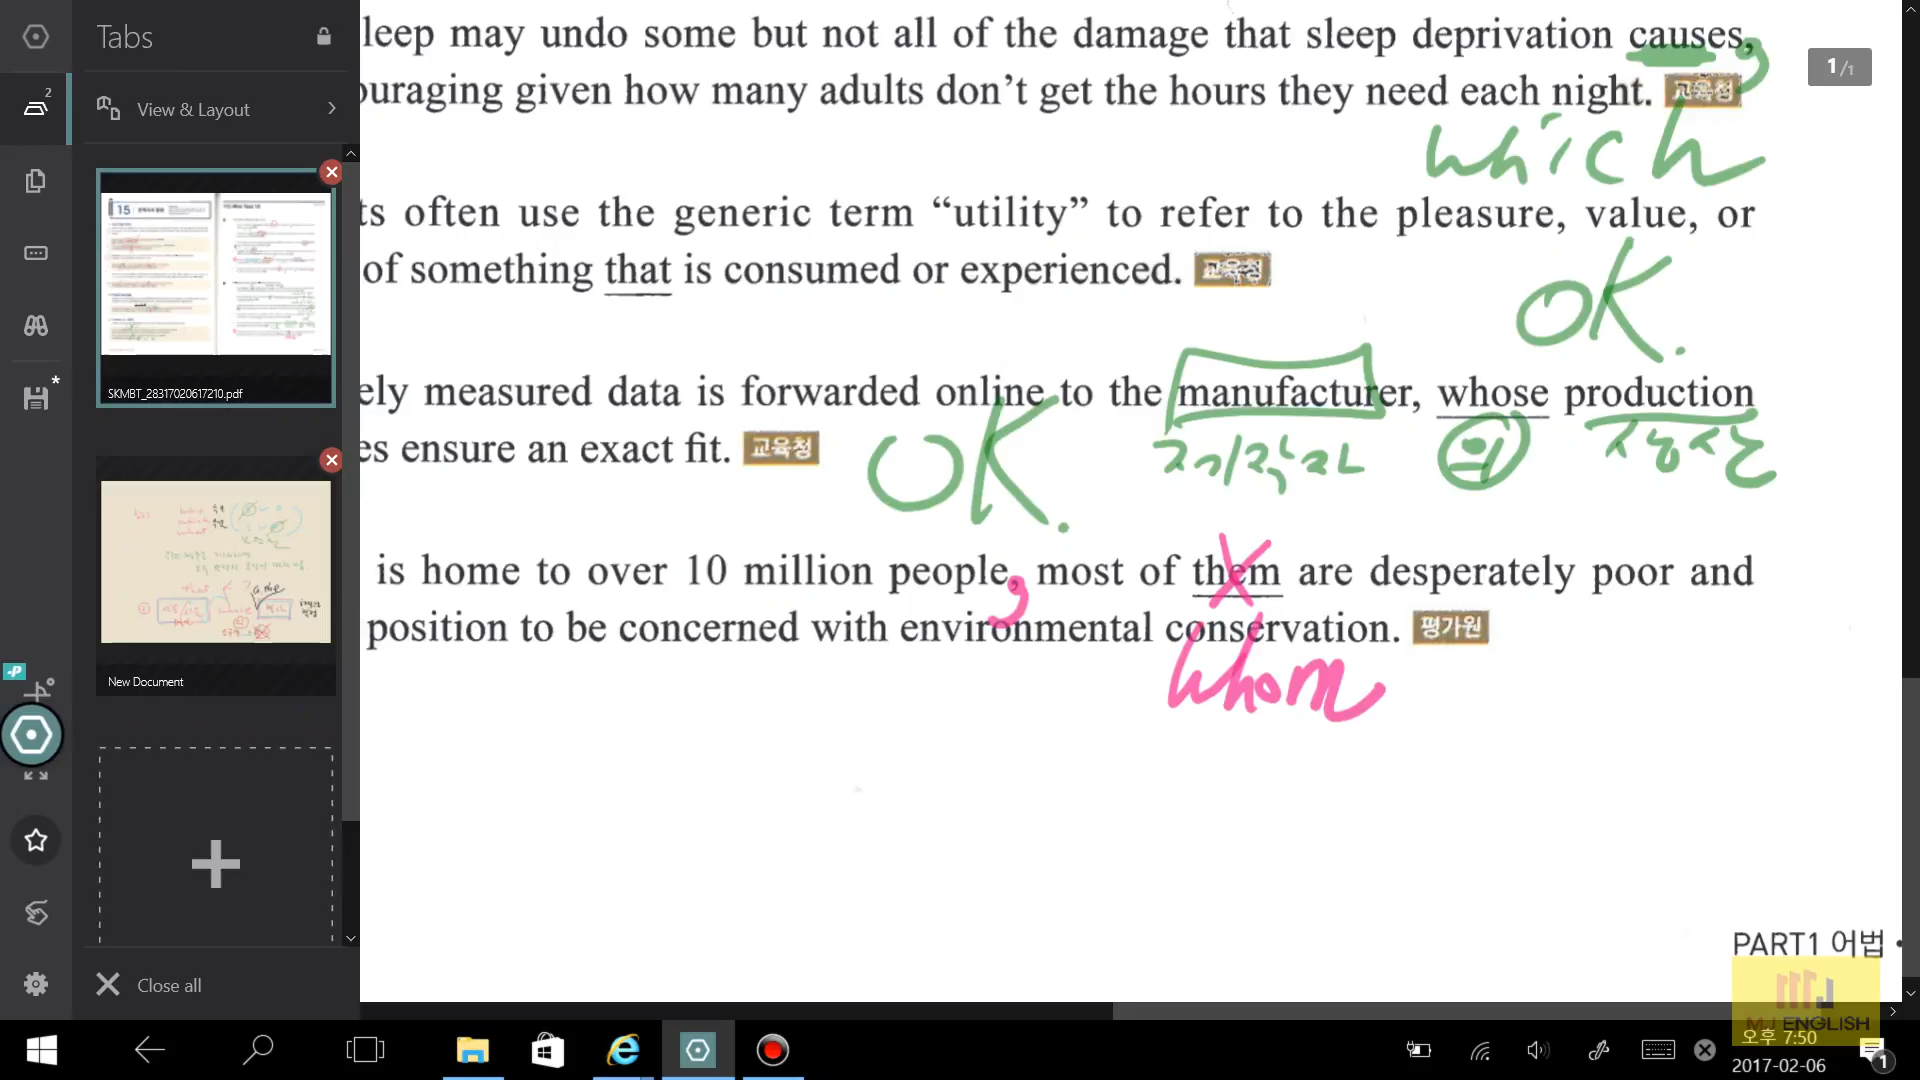 Tabs
2
View & Layout
SKMBT_28317020617210.pdf
New Document
Close all
1/1
leep may undo some but not all of the damage that sleep deprivation causes,
ouraging given how many adults don't get the hours they need each night. 교육청
which
ts often use the generic term “utility” to refer to the pleasure, value, or
of something that is consumed or experienced. 교육청
OK.
ely measured data is forwarded online to the manufacturer, whose production
es ensure an exact fit. 교육청
OK.
의
is home to over 10 million people, most of them are desperately poor and
position to be concerned with environmental conservation. 평가원
X
whom
PART1 어법 •
MJ ENGLISH
오후 7:50
2017-02-06
1